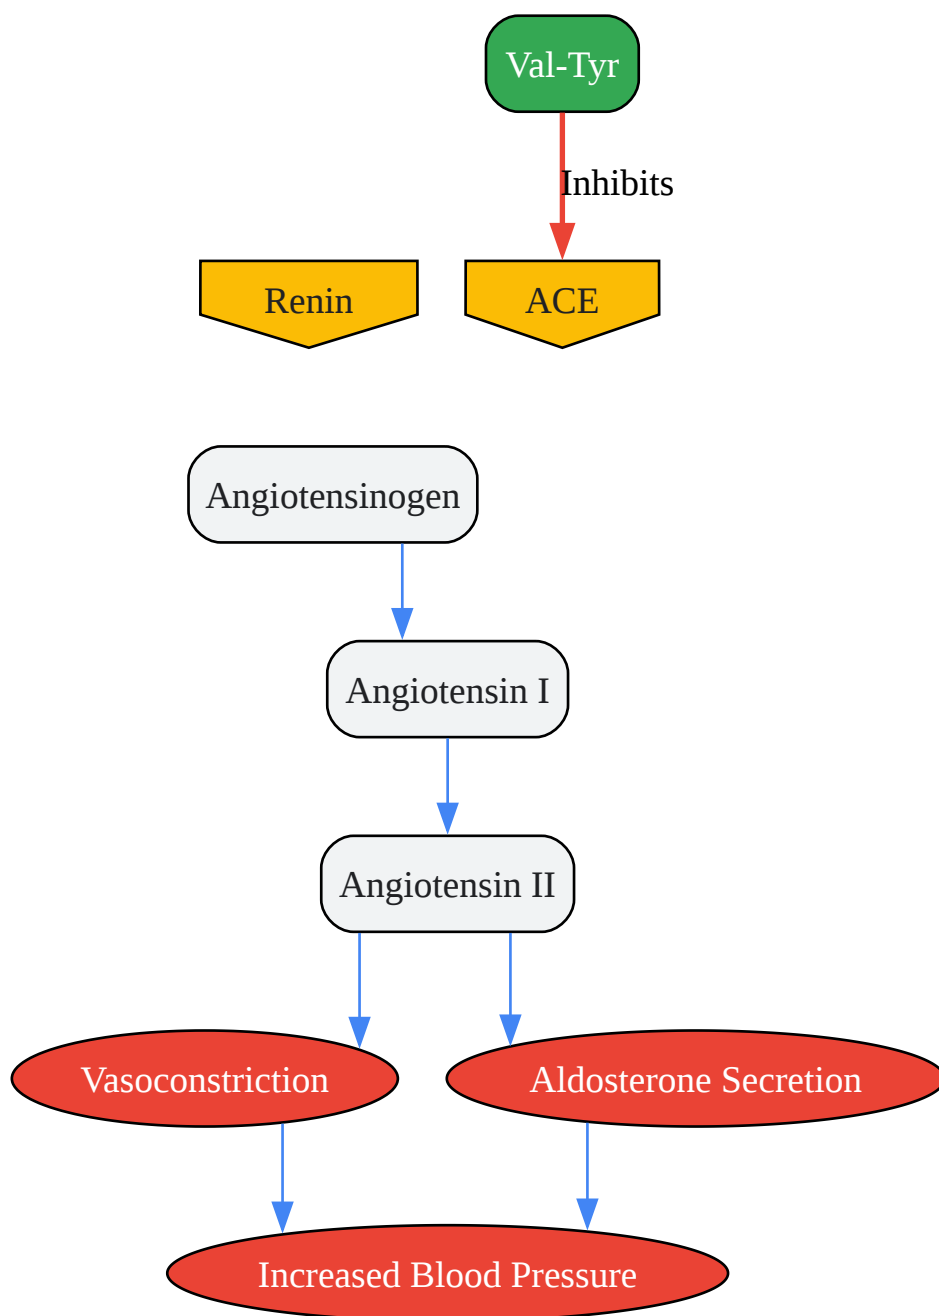 Val-Tyr
Inhibits
Renin
ACE
Angiotensinogen
Angiotensin I
Angiotensin II
Vasoconstriction
Aldosterone Secretion
Increased Blood Pressure